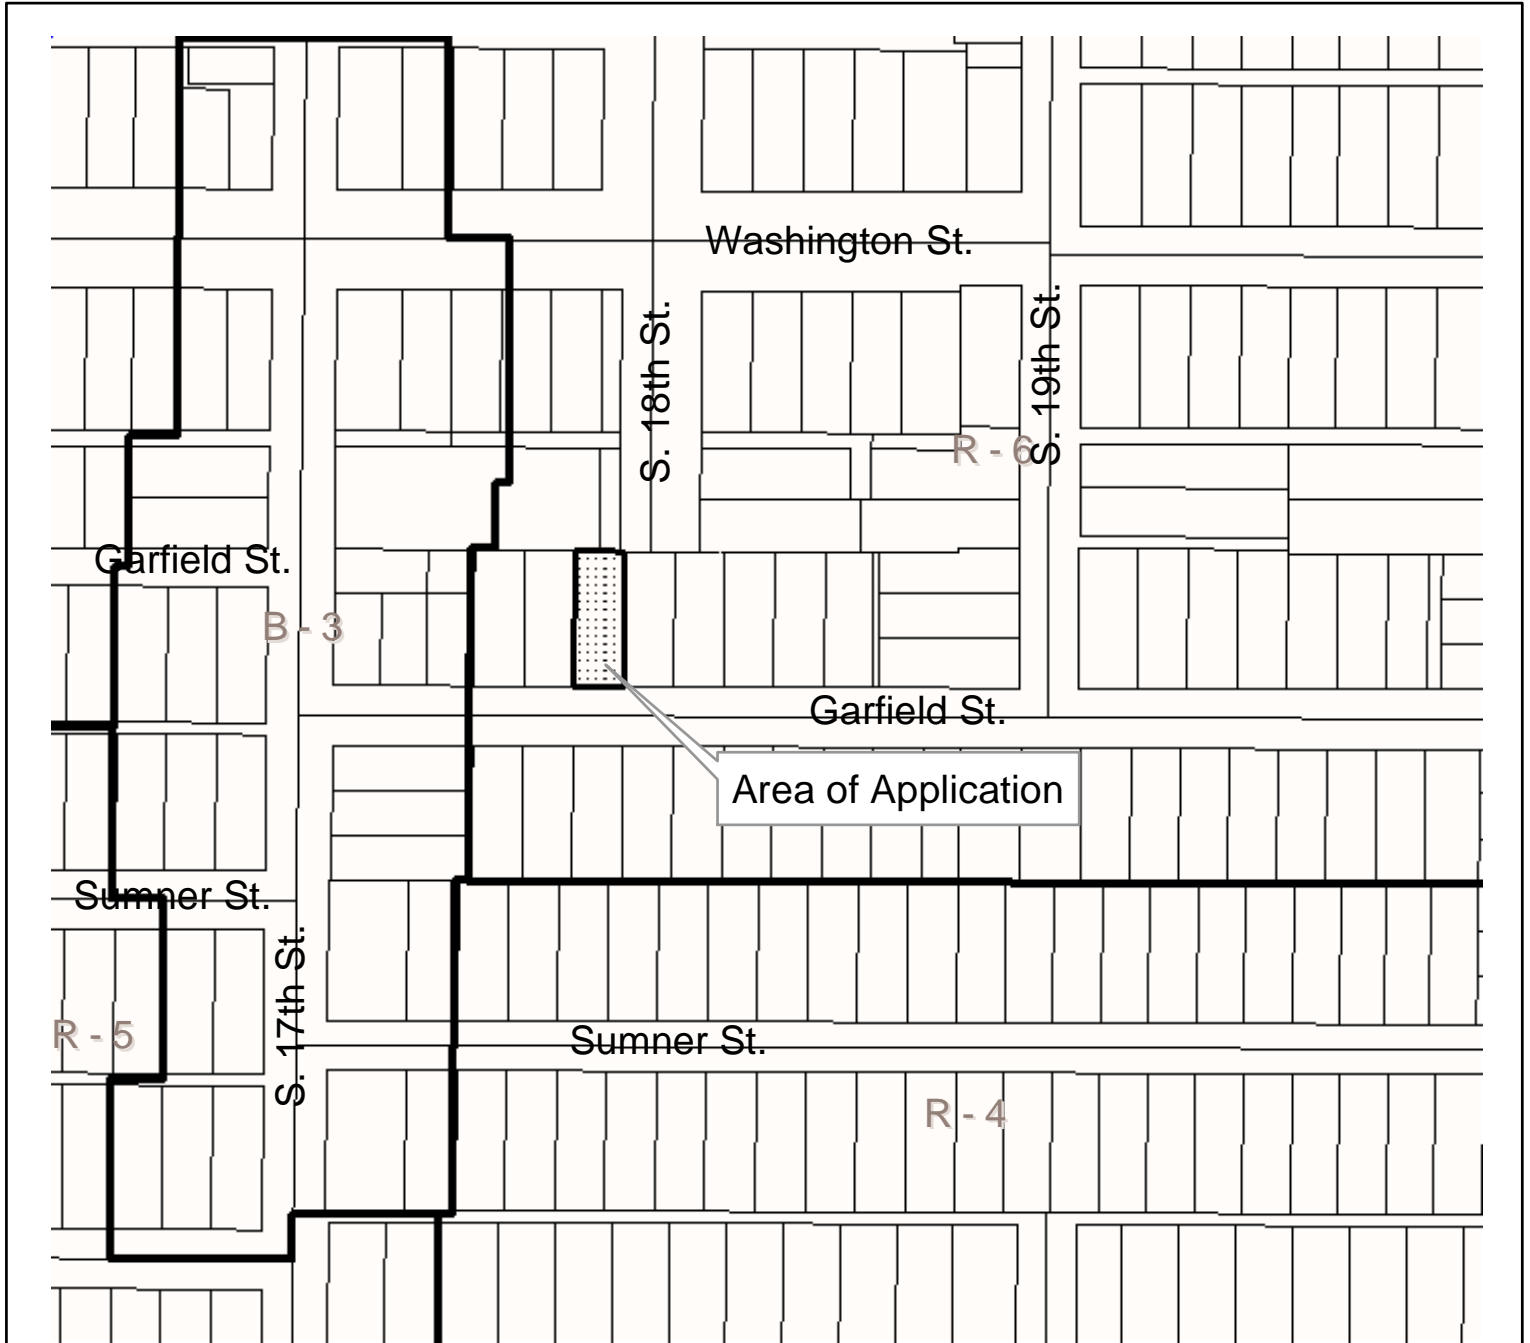 Washington St.
S. 18th St.
S. 19th St.
R - 6
Garfield St.
B - 3
Garfield St.
Area of Application
Sumner St.
S. 17th St.
R - 5
Sumner St.
R - 4